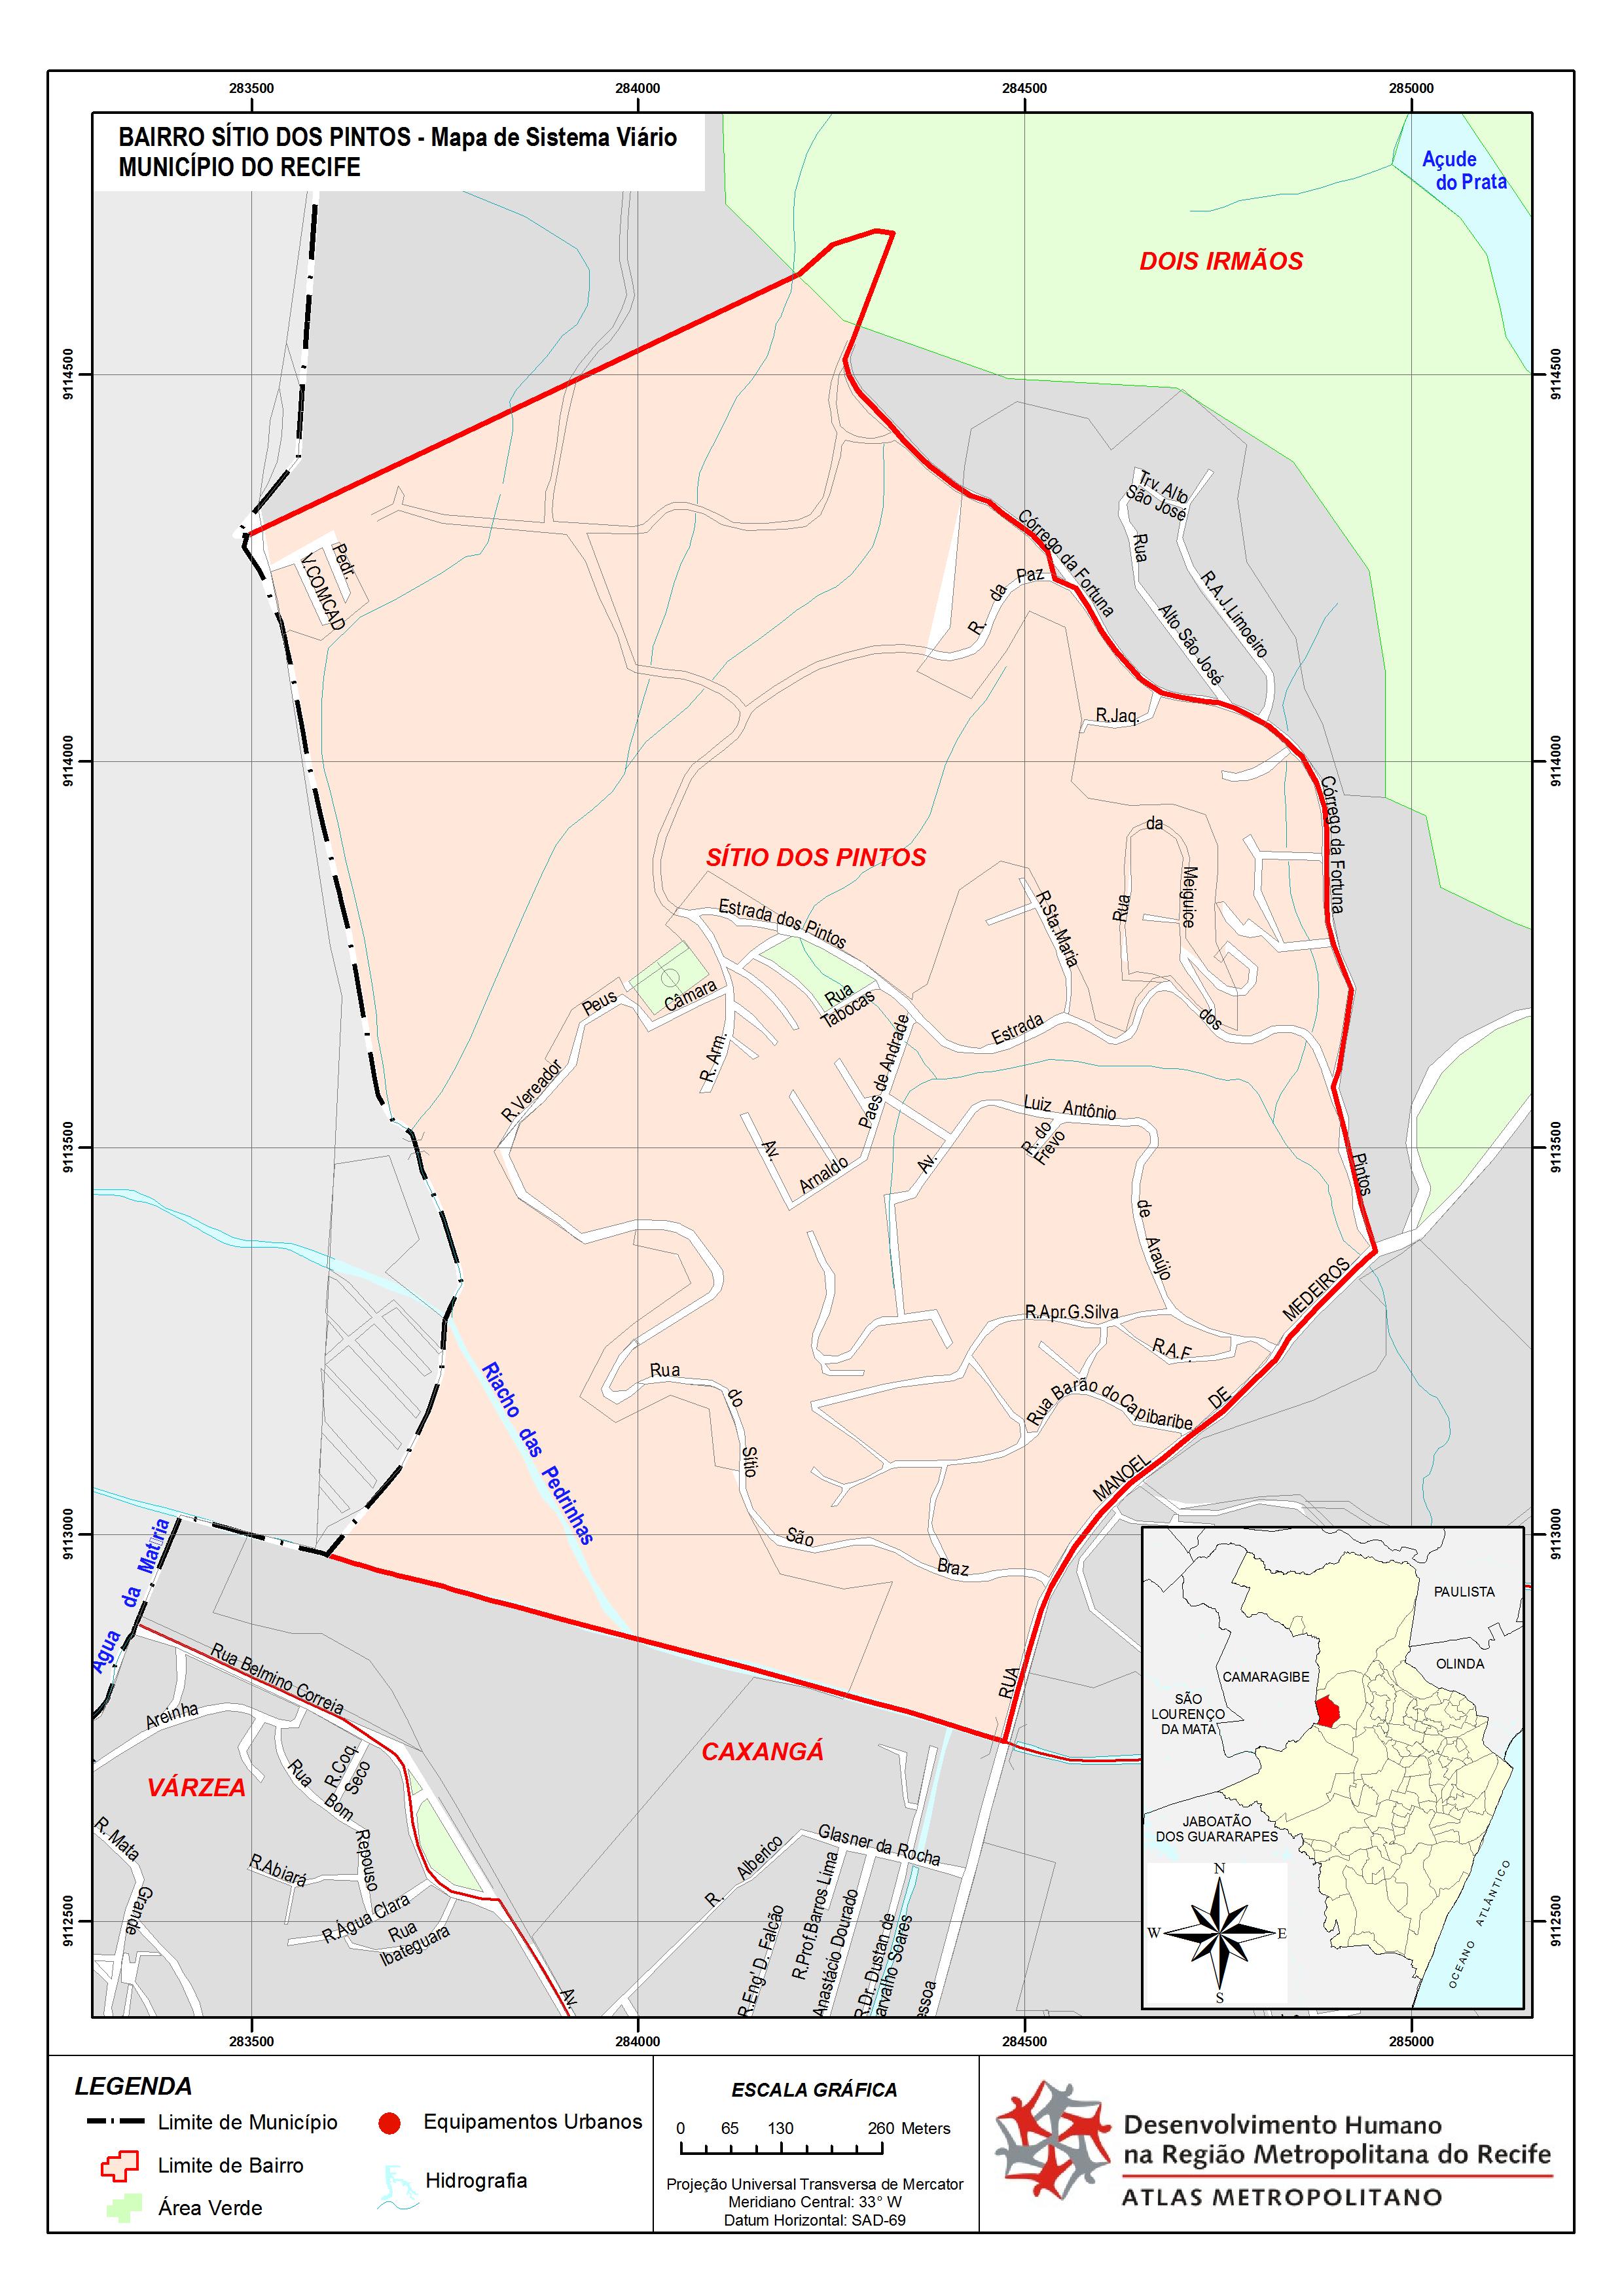 283500
284000
284500
285000
BAIRRO SÍTIO DOS PINTOS - Mapa de Sistema Viário
MUNICÍPIO DO RECIFE
Açude
do Prata
DOIS IRMÃOS
9114500
9114500
Trv. Alto
São José
Rua
Alto São José
R.A.J.Limoeiro
Córrego da Fortuna
Pedr.
V.COMCAD
R. da Paz
R.Jaq.
9114000
9114000
Córrego da Fortuna
SÍTIO DOS PINTOS
Rua da Meiguice
R.Sta.Maria
Estrada dos Pintos
Rua
Tabocas
R.Vereador Peus Câmara
R. Arm.
Estrada dos Pintos
Paes de Andrade
Av. Arnaldo
Av. Luiz Antônio de Araújo
R. do
Frevo
9113500
9113500
R.Apr.G.Silva
R.A.F.
Rua Barão do Capibaribe
RUA MANOEL DE MEDEIROS
Riacho das Pedrinhas
Rua do Sítio São Braz
9113000
9113000
Rua Belmino Correia
Areinha
R.Coq.
Seco
Rua Bom Repouso
VÁRZEA
CAXANGÁ
R. Mata
Grande
R.Abiará
R.Água Clara
Rua
Ibateguara
Av.
R. Alberico Glasner da Rocha
R.Eng' D. Falcão
R.Prof.Barros Lima
Anastácio Dourado
R.Dr. Dustan de
arvalho Soares
essoa
9112500
9112500
PAULISTA
OLINDA
CAMARAGIBE
SÃO
LOURENÇO
DA MATA
JABOATÃO
DOS GUARARAPES
OCEANO ATLÂNTICO
N
W
E
S
283500
284000
284500
285000
LEGENDA
Limite de Município
Equipamentos Urbanos
Limite de Bairro
Hidrografia
Área Verde
ESCALA GRÁFICA
0 65 130 260 Meters
Projeção Universal Transversa de Mercator
Meridiano Central: 33° W
Datum Horizontal: SAD-69
Desenvolvimento Humano
na Região Metropolitana do Recife
ATLAS METROPOLITANO